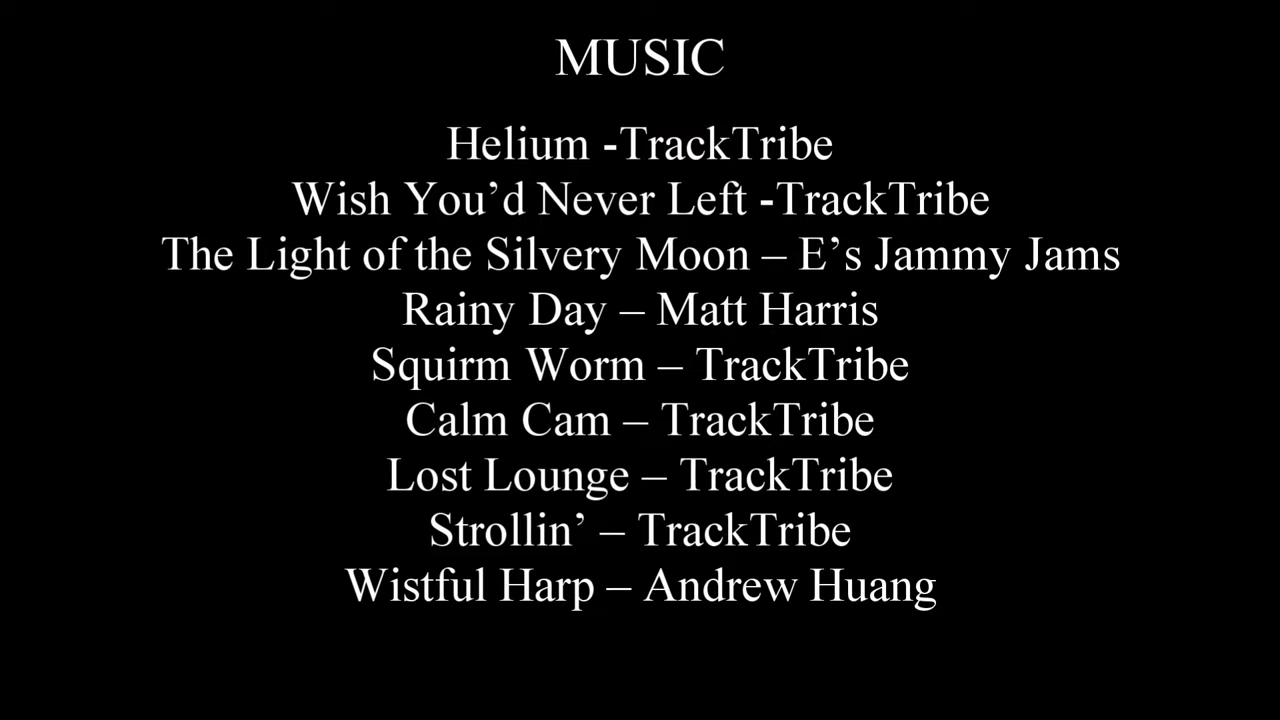 MUSIC
Helium -TrackTribe
Wish You’d Never Left -TrackTribe
The Light of the Silvery Moon – E’s Jammy Jams
Rainy Day – Matt Harris
Squirm Worm – TrackTribe
Calm Cam – TrackTribe
Lost Lounge – TrackTribe
Strollin’ – TrackTribe
Wistful Harp – Andrew Huang